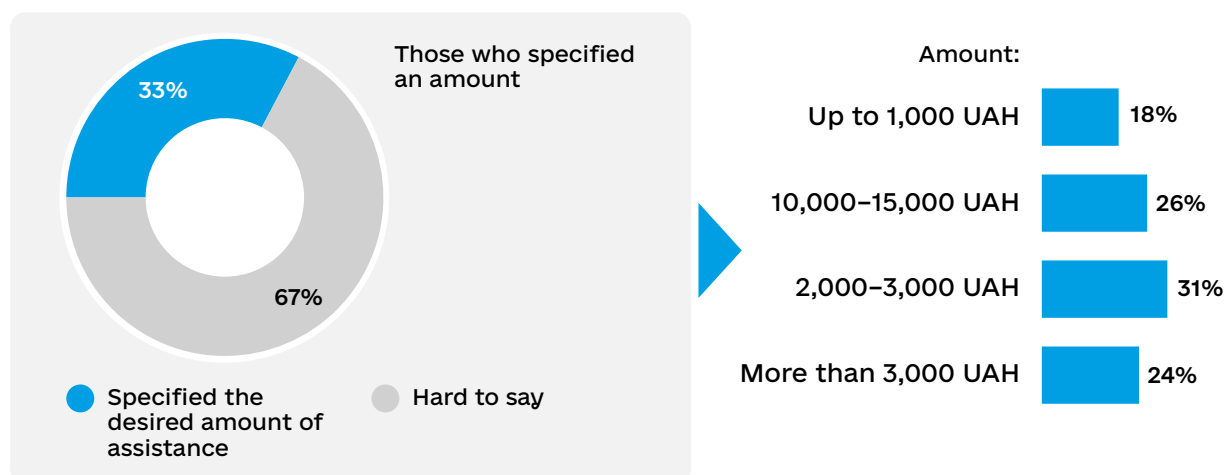 Those who specified
an amount
33%
67%
Specified the
desired amount of
assistance
Hard to say
Amount:
Up to 1,000 UAH
18%
10,000–15,000 UAH
26%
2,000–3,000 UAH
31%
More than 3,000 UAH
24%